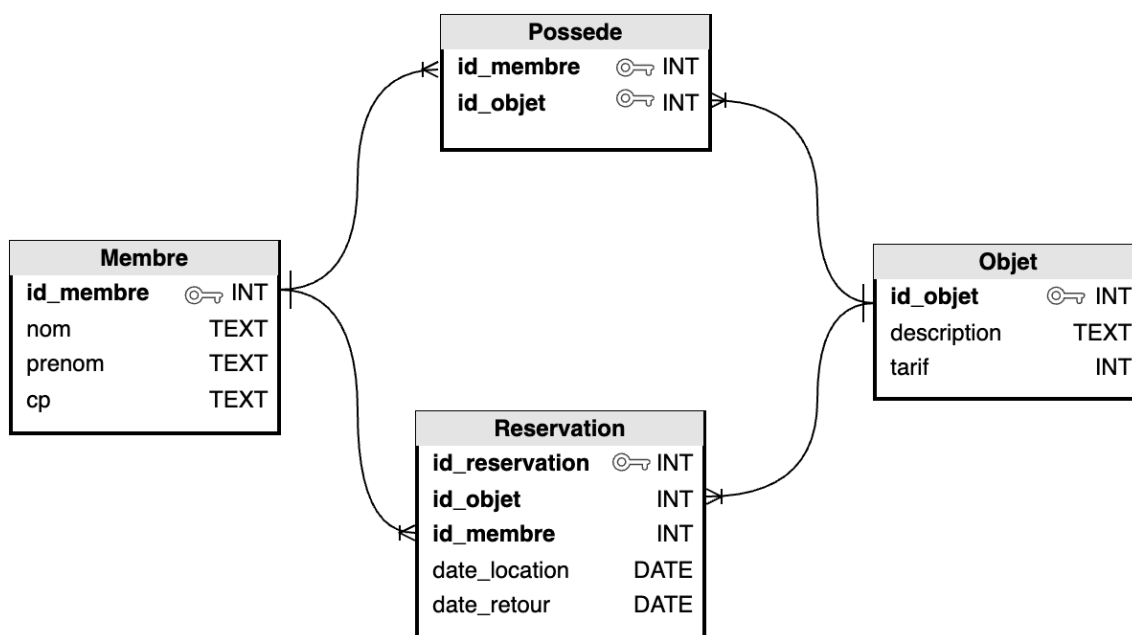 Possede
id_membre INT
id_objet INT
Membre
id_membre INT
nom TEXT
prenom TEXT
cp TEXT
Objet
id_objet INT
description TEXT
tarif INT
Reservation
id_reservation INT
id_objet INT
id_membre INT
date_location DATE
date_retour DATE